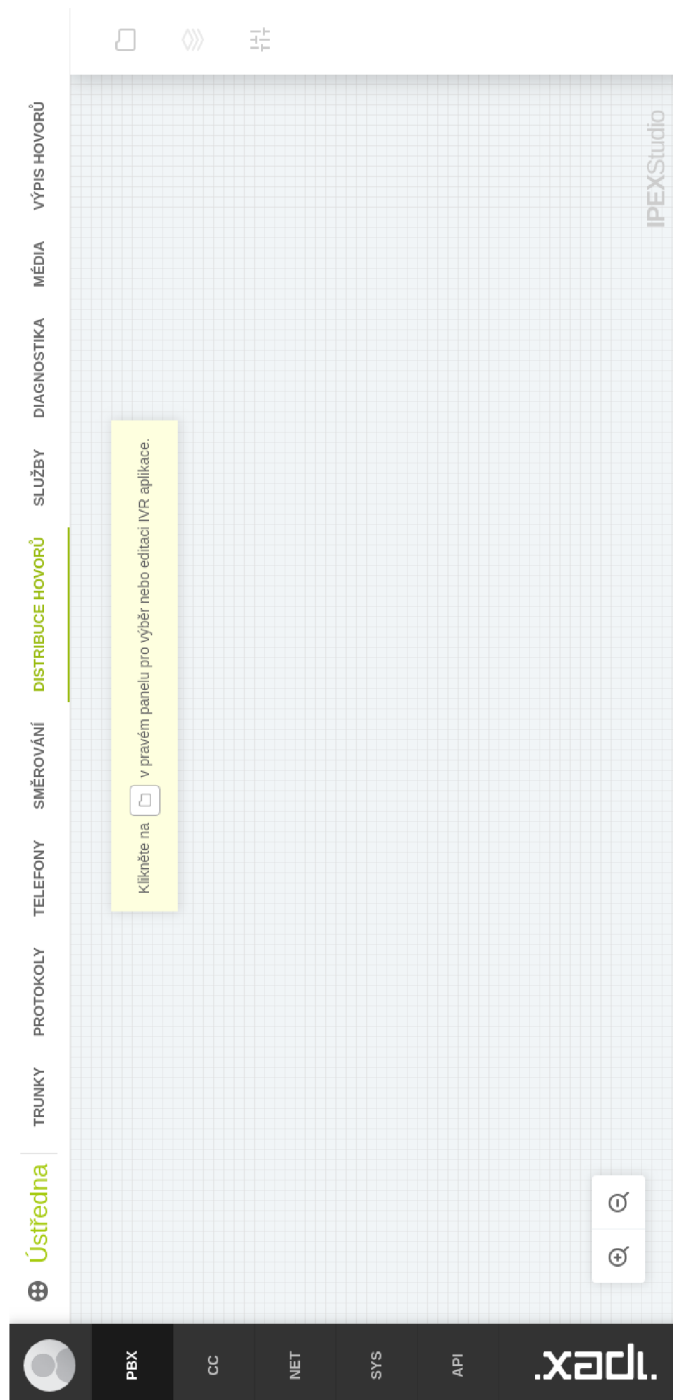 Ústředna
TRUNKY
PROTOKOLY
TELEFONY
SMĚROVÁNÍ
DISTRIBUCE HOVORŮ
SLUŽBY
DIAGNOSTIKA
MÉDIA
VÝPIS HOVORŮ
PBX
CC
NET
SYS
API
.ipex.
Klikněte na v pravém panelu pro výběr nebo editaci IVR aplikace.
IPEXStudio